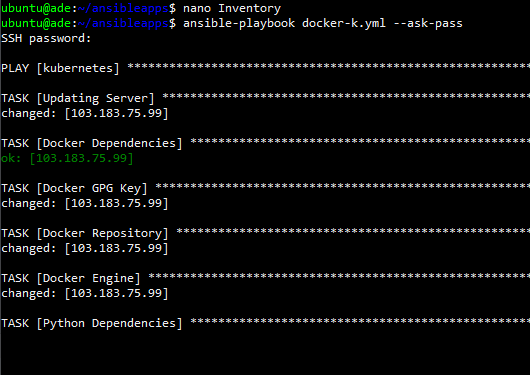 ubuntu@ade:~/ansibleapps$ nano Inventory
ubuntu@ade:~/ansibleapps$ ansible-playbook docker-k.yml --ask-pass
SSH password:
PLAY [kubernetes] *********************************************************
TASK [Updating Server] ****************************************************
changed: [103.183.75.99]
TASK [Docker Dependencies] ************************************************
ok: [103.183.75.99]
TASK [Docker GPG Key] *****************************************************
changed: [103.183.75.99]
TASK [Docker Repository] **************************************************
changed: [103.183.75.99]
TASK [Docker Engine] ******************************************************
changed: [103.183.75.99]
TASK [Python Dependencies] ************************************************